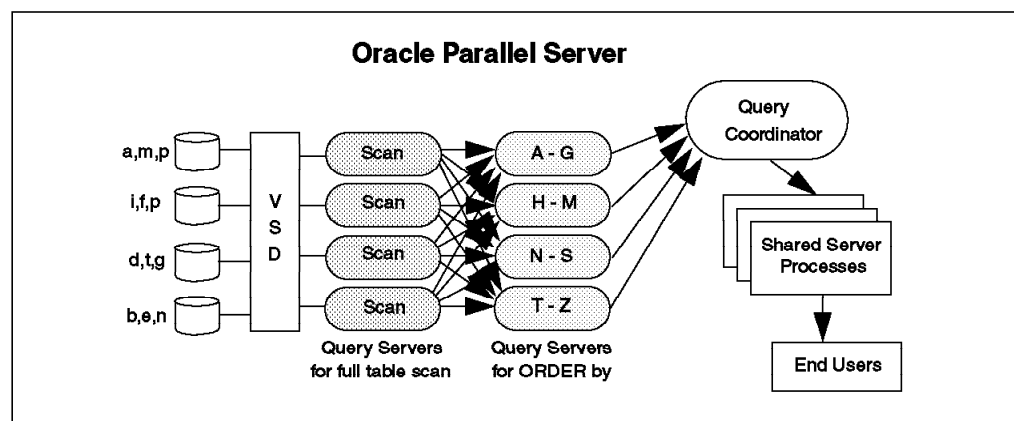 Oracle Parallel Server
Query
Coordinator
a,m,p
Scan
A - G
i,f,p
V
S
D
Scan
H - M
d,t,g
Scan
N - S
b,e,n
Scan
T - Z
Shared Server
Processes
Query Servers
for full table scan
Query Servers
for ORDER by
End Users